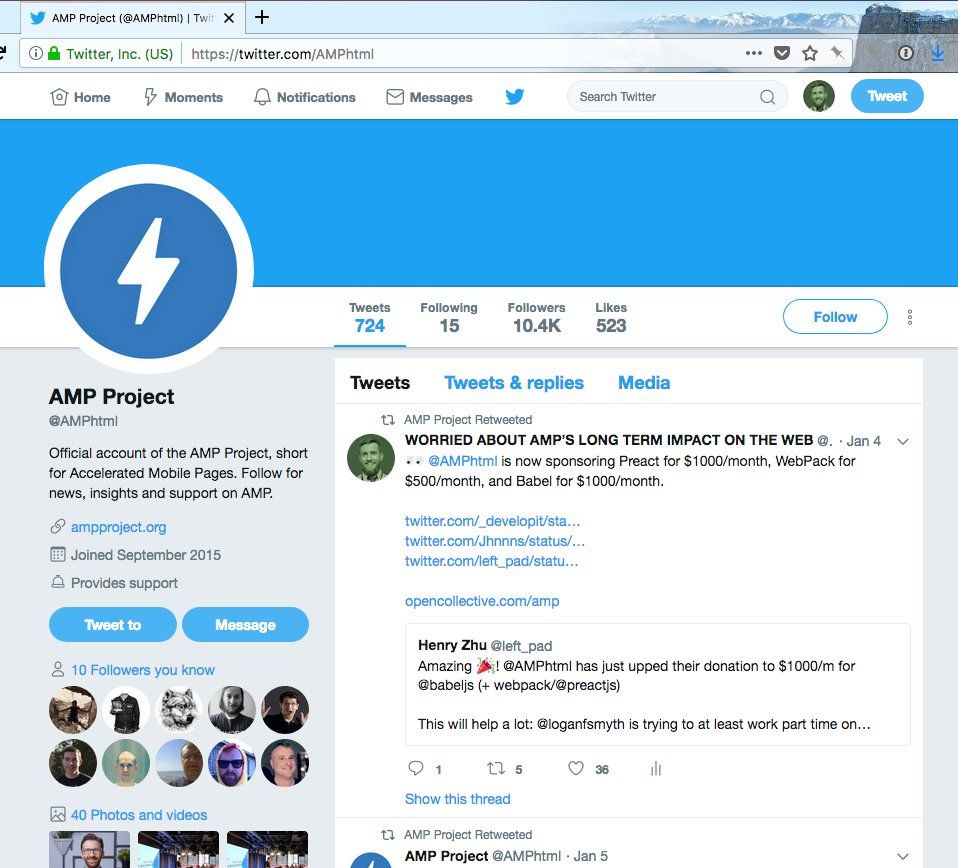 AMP Project (@AMPhtml) | Twit
Twitter, Inc. (US)
https://twitter.com/AMPhtml
Home
Moments
Notifications
Messages
Search Twitter
Tweet
Tweets
724
Following
15
Followers
10.4K
Likes
523
Follow
AMP Project
@AMPhtml
Official account of the AMP Project, short
for Accelerated Mobile Pages. Follow for
news, insights and support on AMP.
ampproject.org
Joined September 2015
Provides support
Tweet to
Message
10 Followers you know
40 Photos and videos
Tweets
Tweets & replies
Media
AMP Project Retweeted
WORRIED ABOUT AMP'S LONG TERM IMPACT ON THE WEB @. · Jan 4
👀 @AMPhtml is now sponsoring Preact for $1000/month, WebPack for
$500/month, and Babel for $1000/month.
twitter.com/_developit/sta…
twitter.com/Jhnnns/status/…
twitter.com/left_pad/statu…
opencollective.com/amp
Henry Zhu @left_pad
Amazing 🎉! @AMPhtml has just upped their donation to $1000/m for
@babeljs (+ webpack/@preactjs)
This will help a lot: @loganfsmyth is trying to at least work part time on…
1
5
36
Show this thread
AMP Project Retweeted
AMP Project @AMPhtml · Jan 5